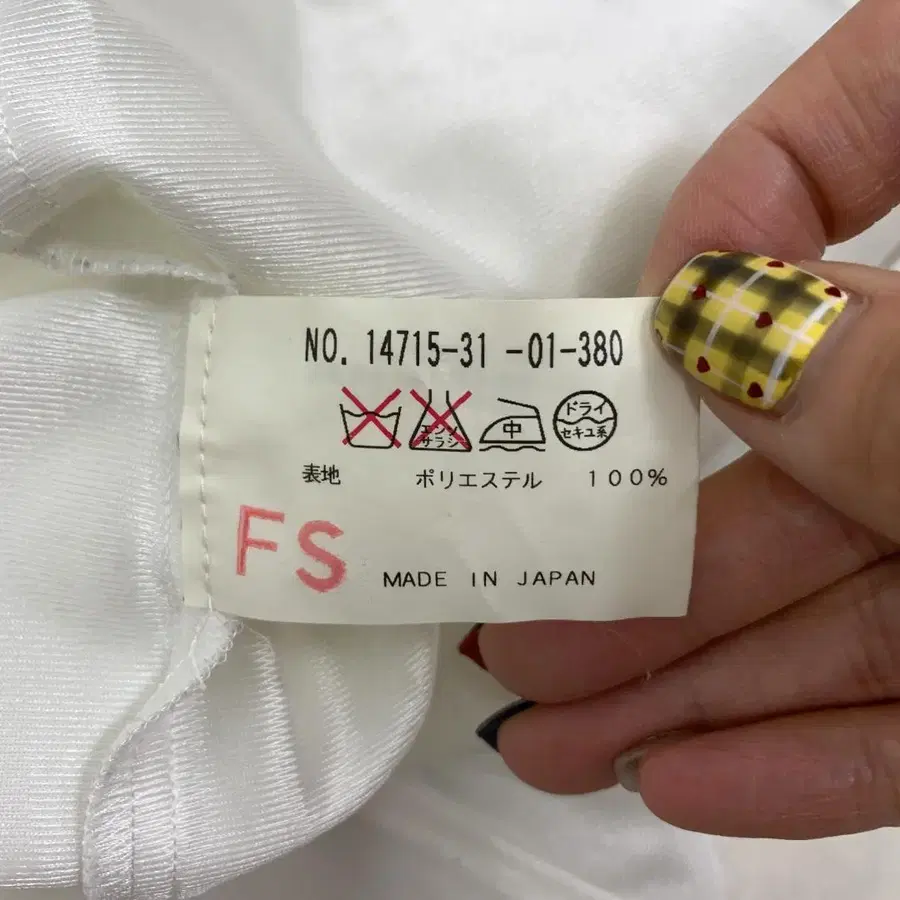 NO. 14715-31 -01-380
エンソ
サラシ
中
ドライ
セキユ系
表地 ポリエステル 100%
FS
MADE IN JAPAN